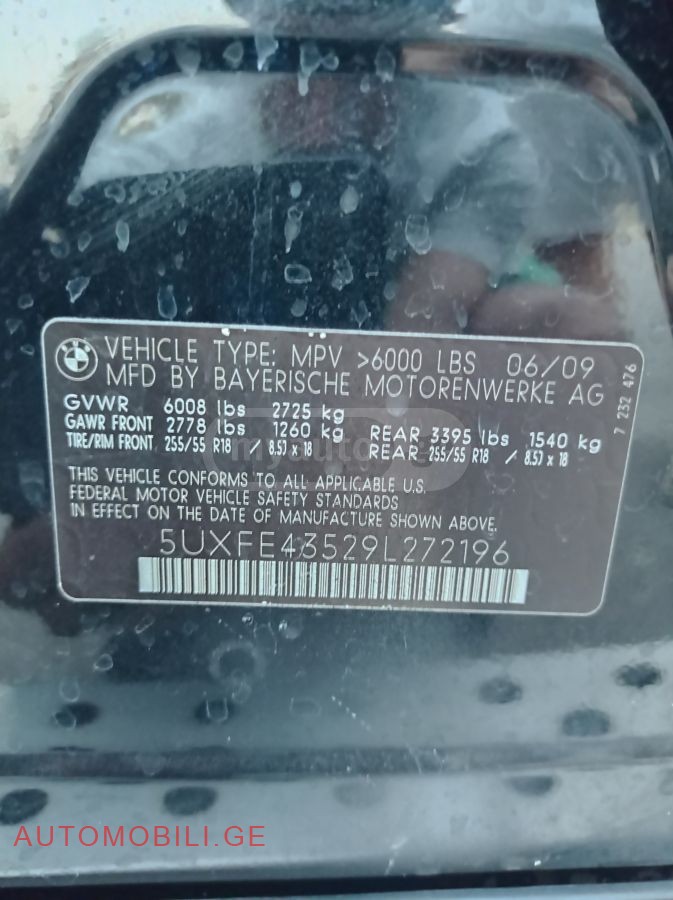 VEHICLE TYPE: MPV >6000 LBS 06/09
MFD BY BAYERISCHE MOTORENWERKE AG
GVWR 6008 lbs 2725 kg
GAWR FRONT 2778 lbs 1260 kg REAR 3395 lbs 1540 kg
TIRE/RIM FRONT 255/55 R18 / 8.5J x 18 REAR 255/55 R18 / 8.5J x 18
THIS VEHICLE CONFORMS TO ALL APPLICABLE U.S.
FEDERAL MOTOR VEHICLE SAFETY STANDARDS
IN EFFECT ON THE DATE OF MANUFACTURE SHOWN ABOVE.
5UXFE43529L272196
7 232 476
AUTOMOBILI.GE